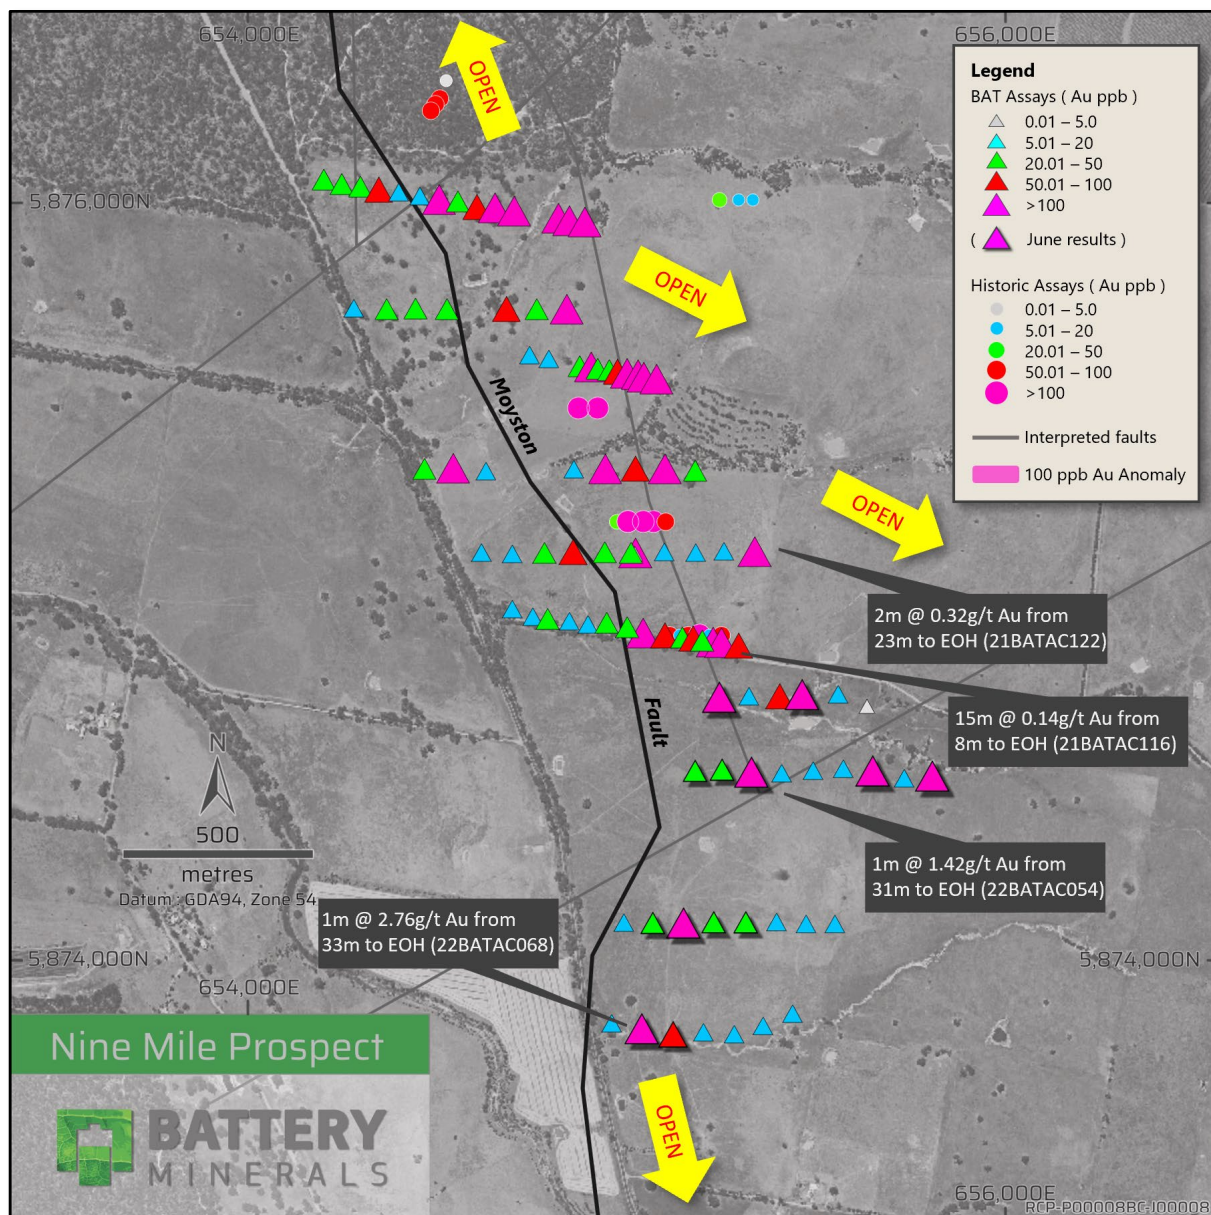 654,000E
656,000E
OPEN
Legend
BAT Assays ( Au ppb )
0.01 – 5.0
5.01 – 20
20.01 – 50
50.01 – 100
>100
( June results )
Historic Assays ( Au ppb )
0.01 – 5.0
5.01 – 20
20.01 – 50
50.01 – 100
>100
Interpreted faults
100 ppb Au Anomaly
5,876,000N
OPEN
Moyston
OPEN
2m @ 0.32g/t Au from
23m to EOH (21BATAC122)
Fault
15m @ 0.14g/t Au from
8m to EOH (21BATAC116)
N
500
metres
Datum : GDA94, Zone 54
1m @ 1.42g/t Au from
31m to EOH (22BATAC054)
1m @ 2.76g/t Au from
33m to EOH (22BATAC068)
5,874,000N
5,874,000N
654,000E
Nine Mile Prospect
OPEN
BATTERY
MINERALS
656,000E
RCP-P00008BC-J00008